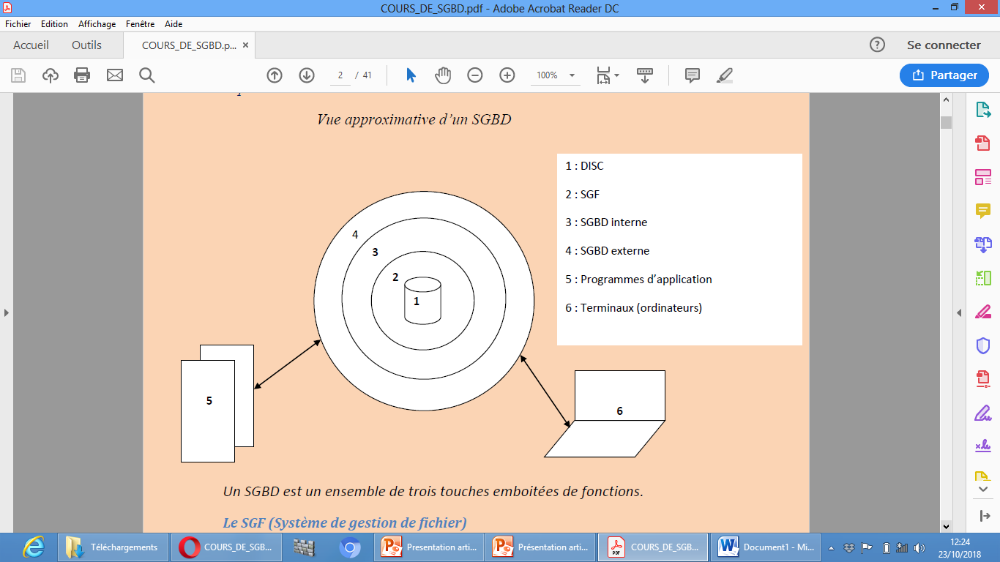 COURS_DE_SGBD.pdf - Adobe Acrobat Reader DC
Fichier Edition Affichage Fenêtre Aide
Accueil Outils COURS_DE_SGBD.p... × Se connecter
2 / 41 100% Partager
Vue approximative d’un SGBD
1 : DISC
2 : SGF
3 : SGBD interne
4 : SGBD externe
5 : Programmes d’application
6 : Terminaux (ordinateurs)
4
3
2
1
5
6
Un SGBD est un ensemble de trois touches emboitées de fonctions.
Le SGF (Système de gestion de fichier)
Téléchargements COURS_DE_SGB... Presentation arti... Présentation arti... COURS_DE_SGB... Document1 - Mi... 12:24
23/10/2018